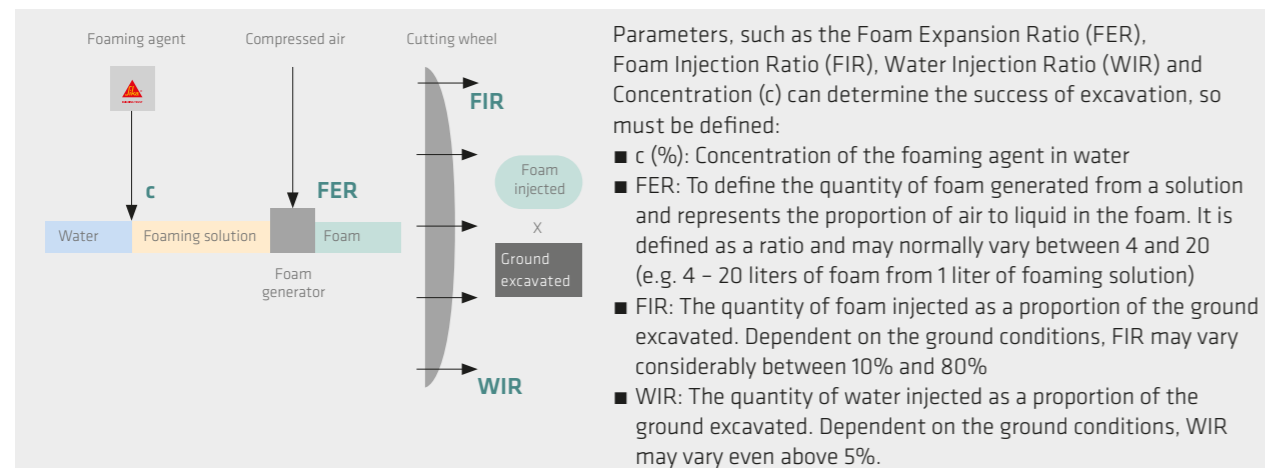 Foaming agent
Compressed air
Cutting wheel
FIR
c
FER
Water
Foaming solution
Foam
Foam
generator
Foam
injected
X
Ground
excavated
WIR
Parameters, such as the Foam Expansion Ratio (FER),
Foam Injection Ratio (FIR), Water Injection Ratio (WIR) and
Concentration (c) can determine the success of excavation, so
must be defined:
■ c (%): Concentration of the foaming agent in water
■ FER: To define the quantity of foam generated from a solution
and represents the proportion of air to liquid in the foam. It is
defined as a ratio and may normally vary between 4 and 20
(e.g. 4 – 20 liters of foam from 1 liter of foaming solution)
■ FIR: The quantity of foam injected as a proportion of the ground
excavated. Dependent on the ground conditions, FIR may vary
considerably between 10% and 80%
■ WIR: The quantity of water injected as a proportion of the
ground excavated. Dependent on the ground conditions, WIR
may vary even above 5%.